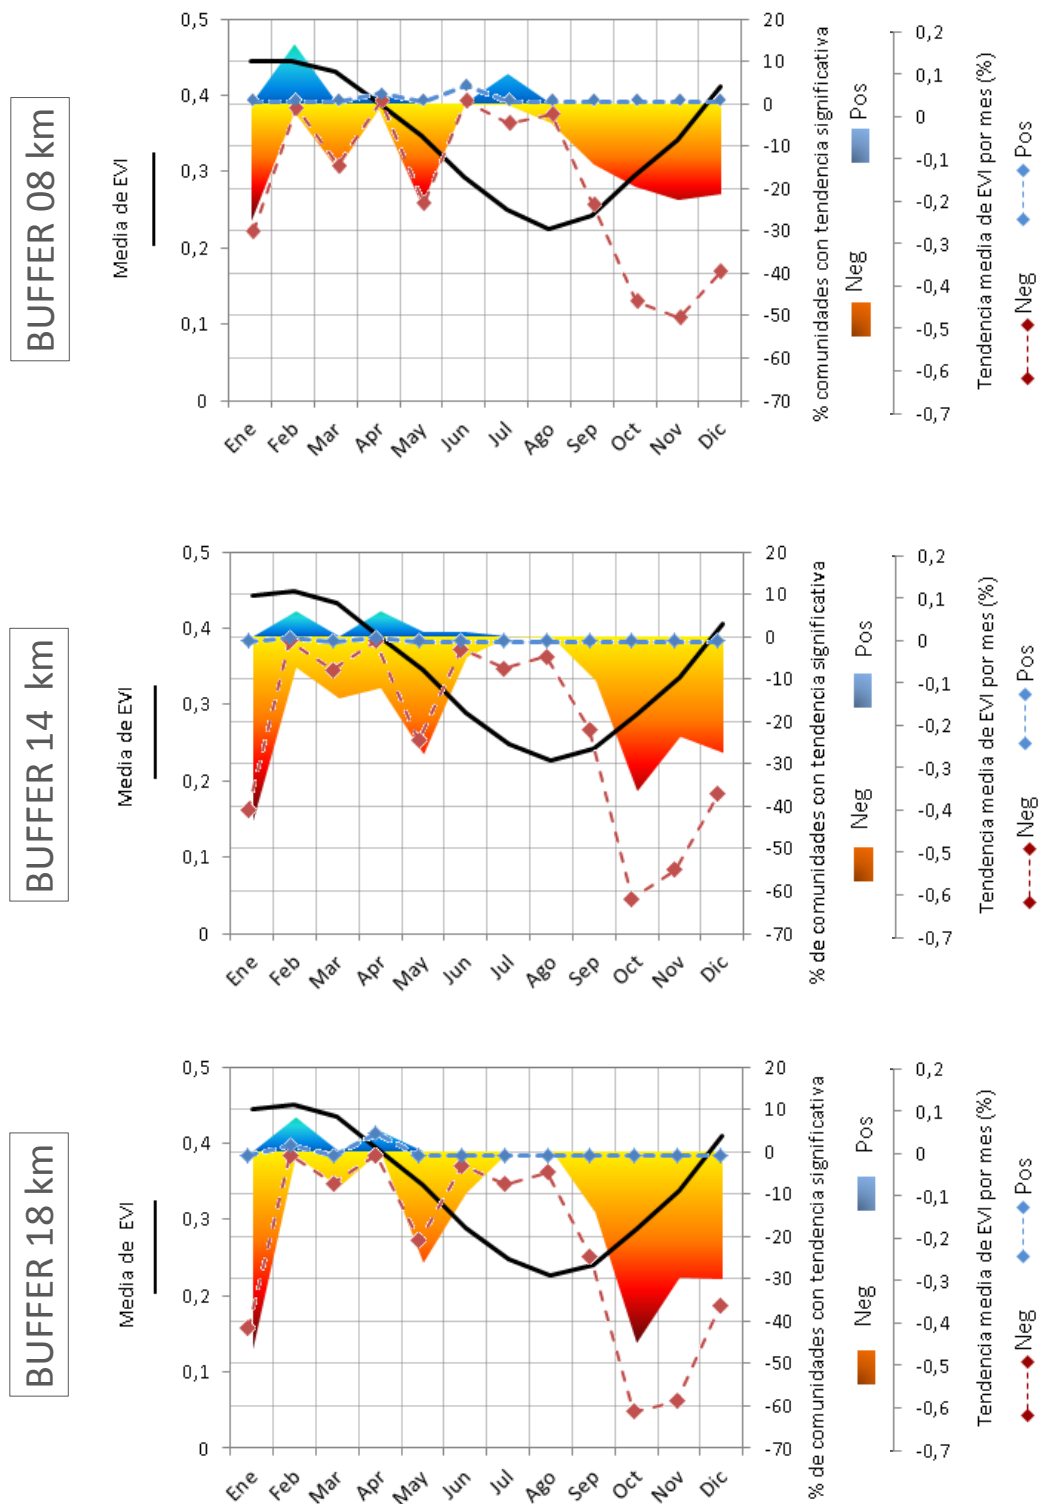 BUFFER 08 km
Media de EVI
0,5
0,4
0,3
0,2
0,1
0
Ene
Feb
Mar
Apr
May
Jun
Jul
Ago
Sep
Oct
Nov
Dic
20
10
0
-10
-20
-30
-40
-50
-60
-70
% comunidades con tendencia significativa
Neg
Pos
0,2
0,1
0
-0,1
-0,2
-0,3
-0,4
-0,5
-0,6
-0,7
Tendencia media de EVI por mes (%)
Neg
Pos
BUFFER 14 km
Media de EVI
0,5
0,4
0,3
0,2
0,1
0
Ene
Feb
Mar
Apr
May
Jun
Jul
Ago
Sep
Oct
Nov
Dic
20
10
0
-10
-20
-30
-40
-50
-60
-70
% de comunidades con tendencia significativa
Neg
Pos
0,2
0,1
0
-0,1
-0,2
-0,3
-0,4
-0,5
-0,6
-0,7
Tendencia media de EVI por mes (%)
Neg
Pos
BUFFER 18 km
Media de EVI
0,5
0,4
0,3
0,2
0,1
0
Ene
Feb
Mar
Apr
May
Jun
Jul
Ago
Sep
Oct
Nov
Dic
20
10
0
-10
-20
-30
-40
-50
-60
-70
% de comunidades con tendencia significativa
Neg
Pos
0,2
0,1
0
-0,1
-0,2
-0,3
-0,4
-0,5
-0,6
-0,7
Tendencia media de EVI por mes (%)
Neg
Pos